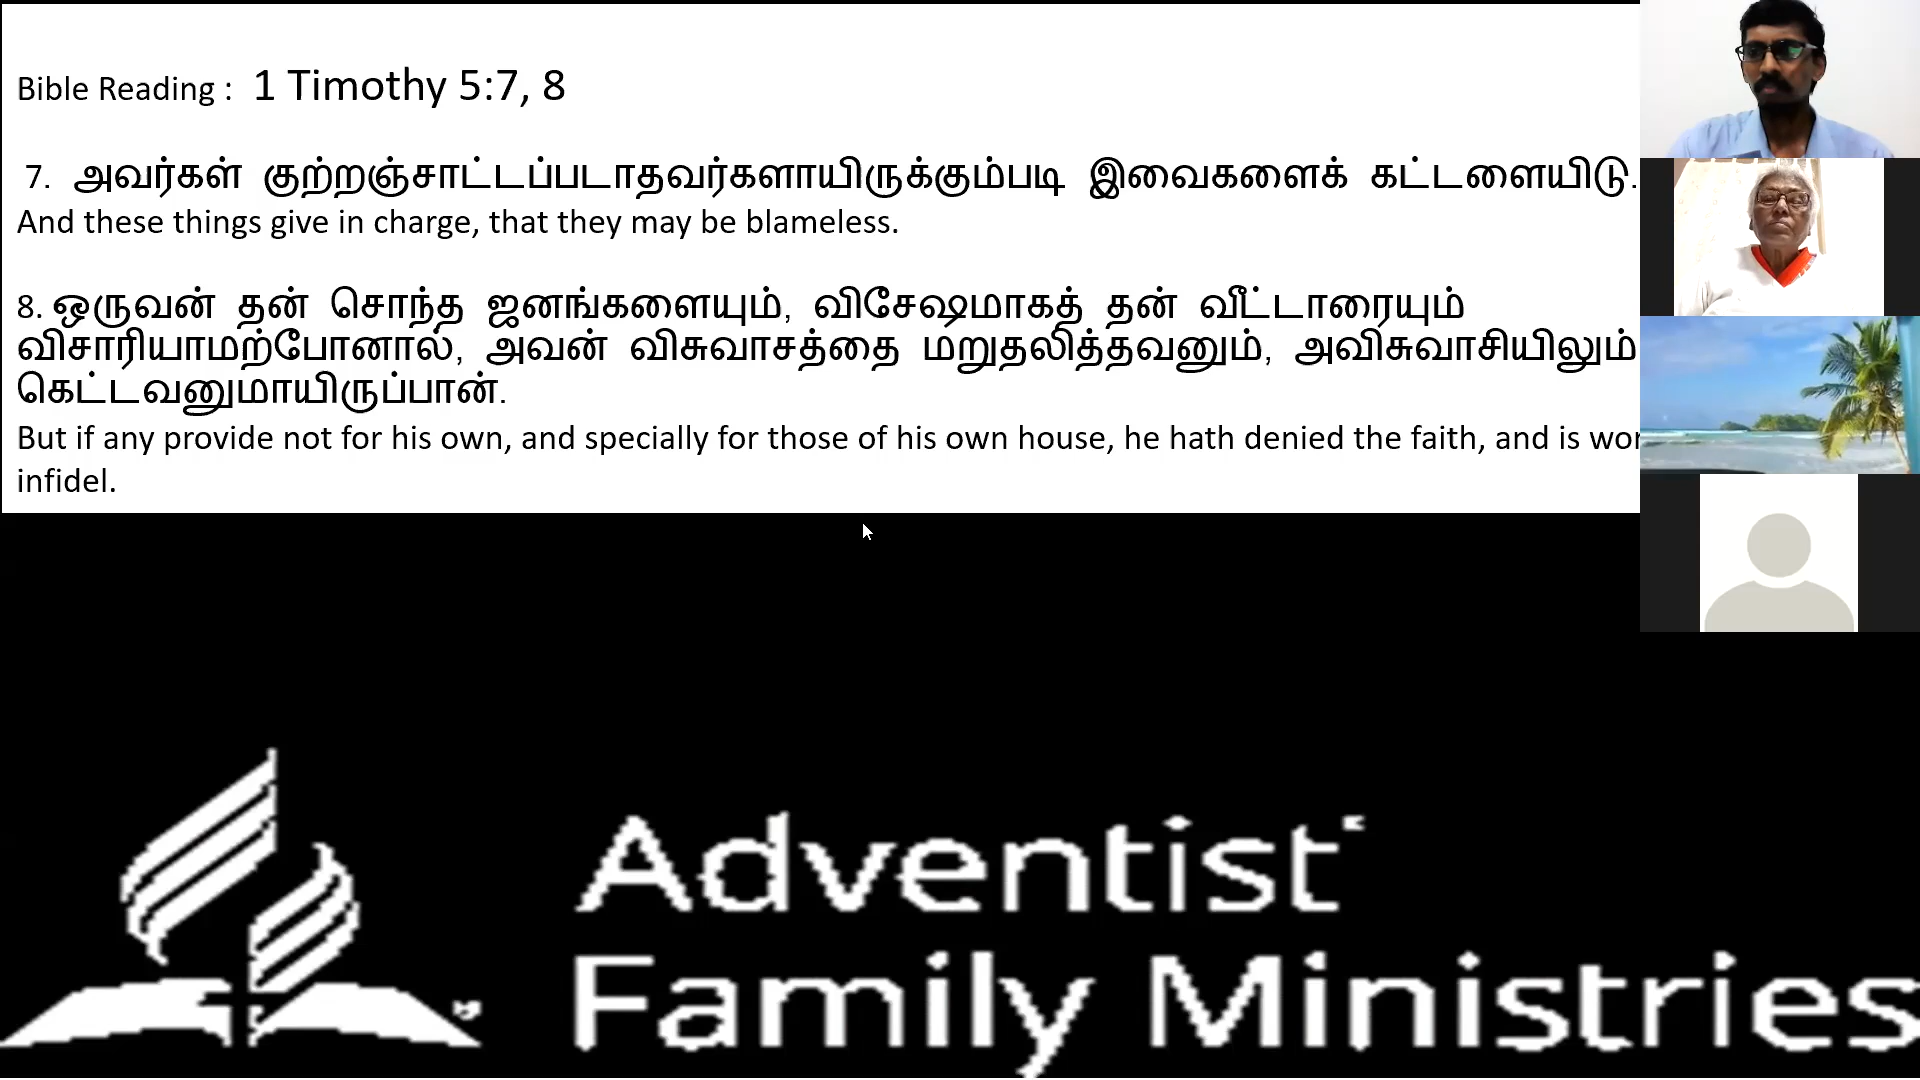 Bible Reading : 1 Timothy 5:7, 8
7. அவர்கள் குற்றஞ்சாட்டப்படாதவர்களாயிருக்கும்படி இவைகளைக் கட்டளையிடு.
And these things give in charge, that they may be blameless.
8. ஒருவன் தன் சொந்த ஜனங்களையும், விசேஷமாகத் தன் வீட்டாரையும்
விசாரியாமற்போனால், அவன் விசுவாசத்தை மறுதலித்தவனும், அவிசுவாசியிலும்
கெட்டவனுமாயிருப்பான்.
But if any provide not for his own, and specially for those of his own house, he hath denied the faith, and is
infidel.
Adventist
Family Ministries